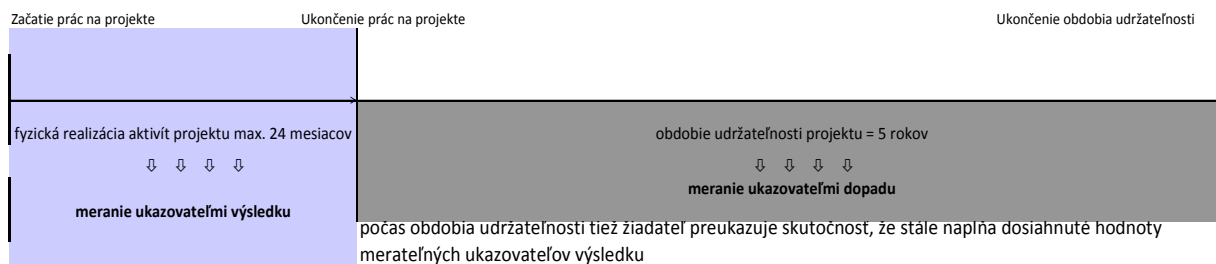 Začatie prác na projekte
Ukončenie prác na projekte
Ukončenie obdobia udržateľnosti
fyzická realizácia aktivít projektu max. 24 mesiacov
obdobie udržateľnosti projektu = 5 rokov
meranie ukazovateľmi výsledku
meranie ukazovateľmi dopadu
počas obdobia udržateľnosti tiež žiadateľ preukazuje skutočnosť, že stále napĺňa dosiahnuté hodnoty
merateľných ukazovateľov výsledku